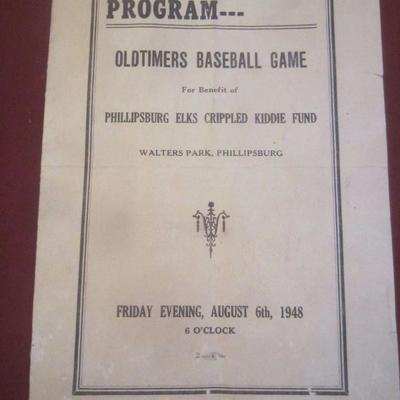 PROGRAM---
OLDTIMERS BASEBALL GAME
For Benefit of
PHILLIPSBURG ELKS CRIPPLED KIDDIE FUND
WALTERS PARK, PHILLIPSBURG
FRIDAY EVENING, AUGUST 6th, 1948
6 O'CLOCK